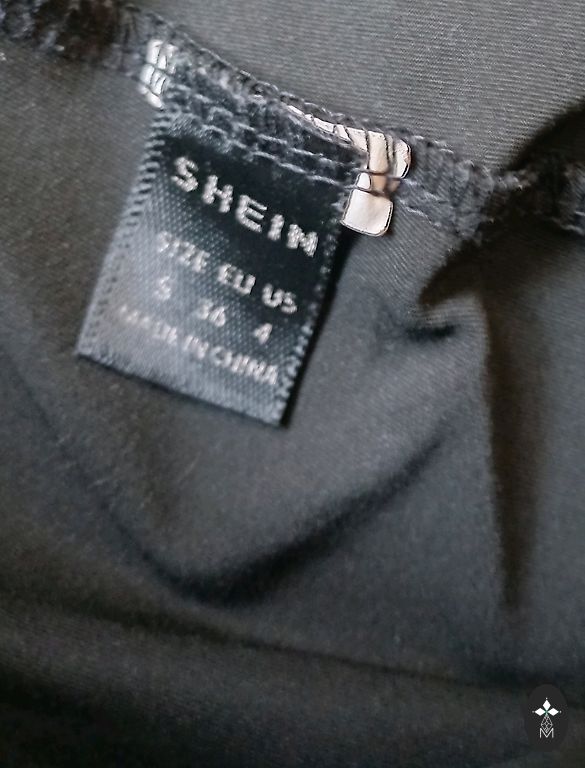 SHEIN
SIZE EU US
S 36 4
MADE IN CHINA
M